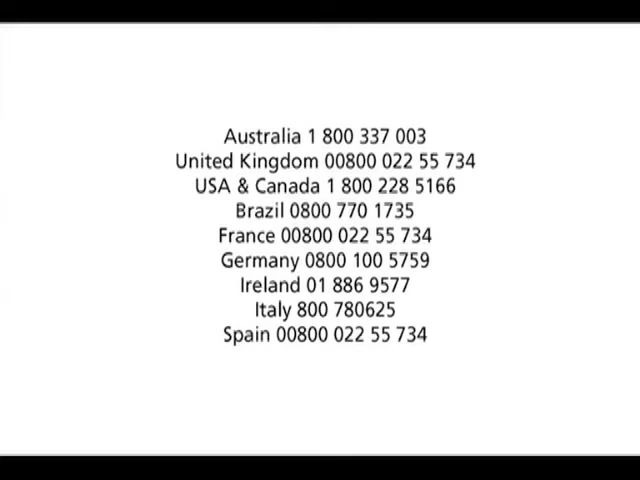 Australia 1 800 337 003
United Kingdom 00800 022 55 734
USA & Canada 1 800 228 5166
Brazil 0800 770 1735
France 00800 022 55 734
Germany 0800 100 5759
Ireland 01 886 9577
Italy 800 780625
Spain 00800 022 55 734